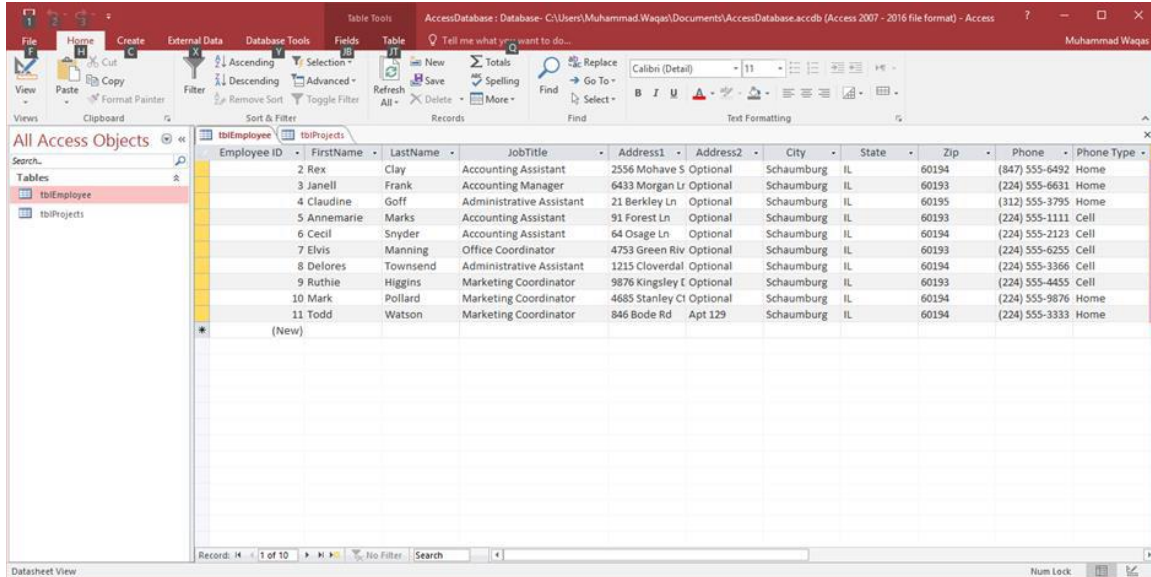 Table Tools AccessDatabase : Database- C:\Users\Muhammad.Waqas\Documents\AccessDatabase.accdb (Access 2007 - 2016 file format) - Access ?
1 2 3
File Home Create External Data Database Tools Fields Table Tell me what you want to do... Muhammad Waqas
F H C X Y JB JT Q
View Paste Cut Copy Format Painter
Filter Ascending Descending Remove Sort Selection Advanced Toggle Filter
Refresh All New Save Delete Totals Spelling More
Find Replace Go To Select
Calibri (Detail) 11
B I U A
Views Clipboard Sort & Filter Records Find Text Formatting
All Access Objects
Search..
Tables
tblEmployee
tblProjects
tblEmployee tblProjects
Employee ID FirstName LastName JobTitle Address1 Address2 City State Zip Phone Phone Type
2 Rex Clay Accounting Assistant 2556 Mohave S Optional Schaumburg IL 60194 (847) 555-6492 Home
3 Janell Frank Accounting Manager 6433 Morgan Ln Optional Schaumburg IL 60193 (224) 555-6631 Home
4 Claudine Goff Administrative Assistant 21 Berkley Ln Optional Schaumburg IL 60195 (312) 555-3795 Home
5 Annemarie Marks Accounting Assistant 91 Forest Ln Optional Schaumburg IL 60193 (224) 555-1111 Cell
6 Cecil Snyder Accounting Assistant 64 Osage Ln Optional Schaumburg IL 60194 (224) 555-2123 Cell
7 Elvis Manning Office Coordinator 4753 Green Riv Optional Schaumburg IL 60193 (224) 555-6255 Cell
8 Delores Townsend Administrative Assistant 1215 Cloverdal Optional Schaumburg IL 60194 (224) 555-3366 Cell
9 Ruthie Higgins Marketing Coordinator 9876 Kingsley Optional Schaumburg IL 60193 (224) 555-4455 Cell
10 Mark Pollard Marketing Coordinator 4685 Stanley Optional Schaumburg IL 60194 (224) 555-9876 Home
11 Todd Watson Marketing Coordinator 846 Bode Rd Apt 129 Schaumburg IL 60194 (224) 555-3333 Home
(New)
Record: 1 of 10 No Filter Search
Datasheet View Num Lock